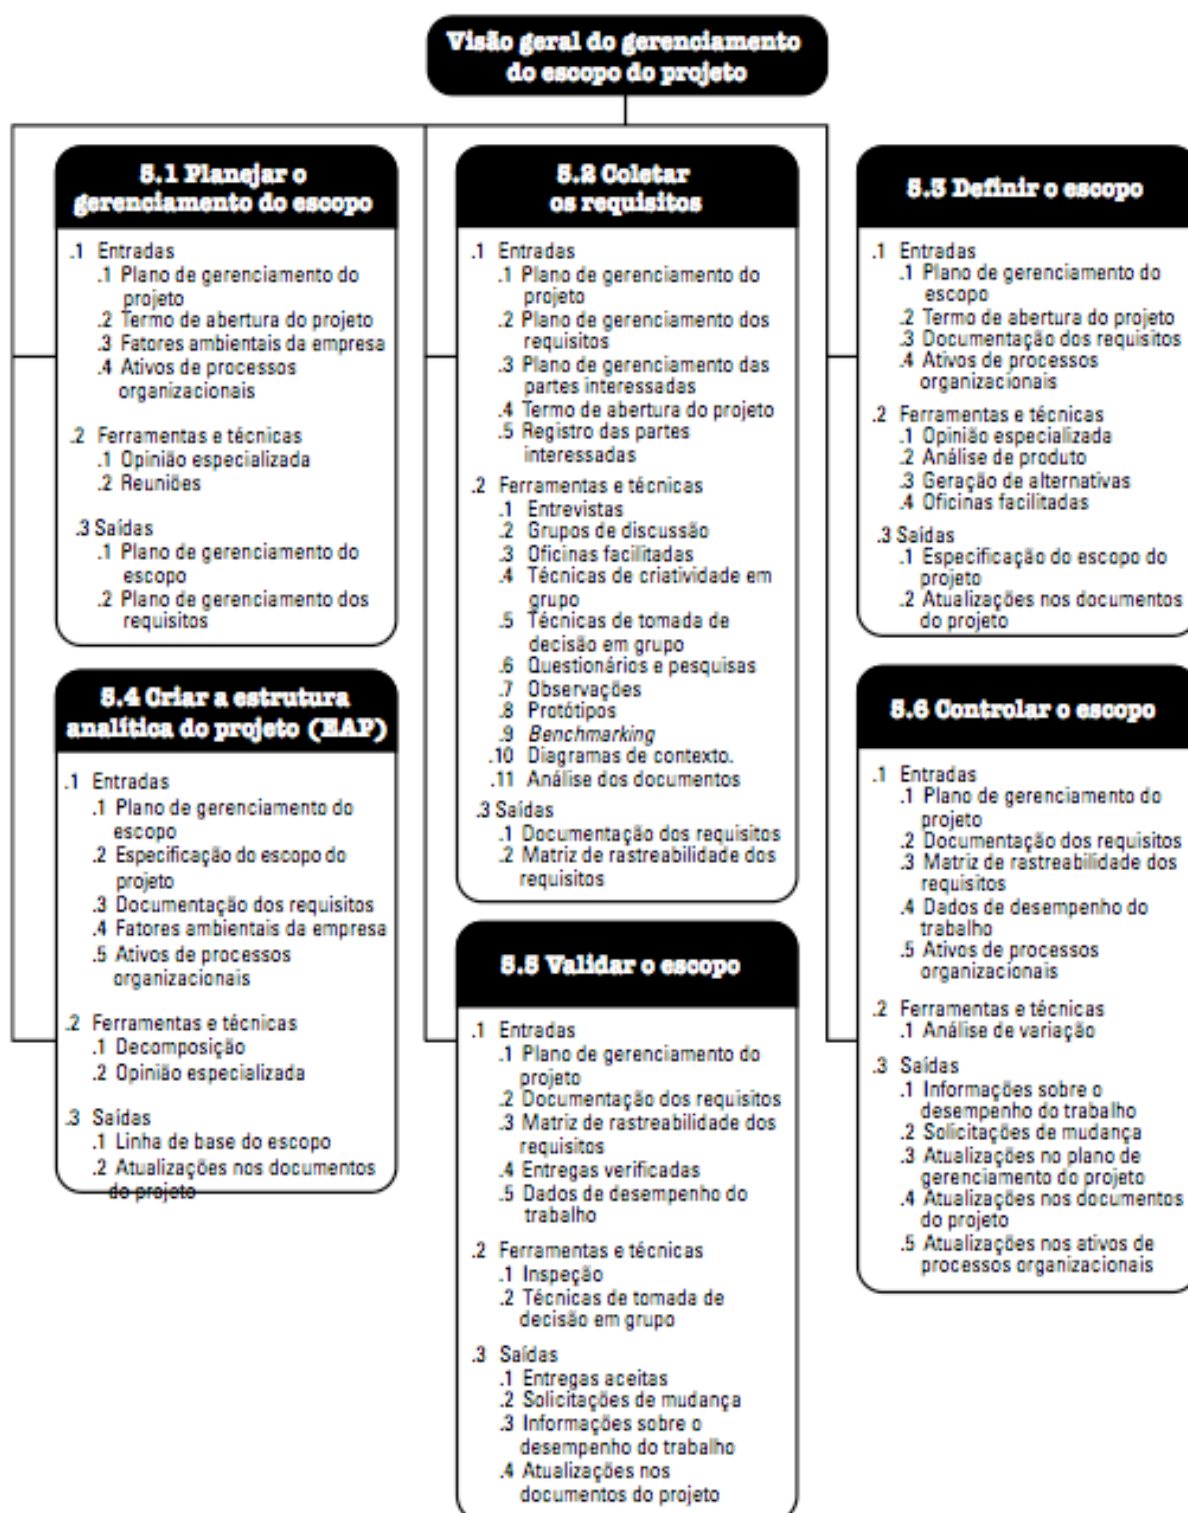 Visão geral do gerenciamento
do escopo do projeto
5.1 Planejar o
gerenciamento do escopo
.1 Entradas
.1 Plano de gerenciamento do
projeto
.2 Termo de abertura do projeto
.3 Fatores ambientais da empresa
.4 Ativos de processos
organizacionais
.2 Ferramentas e técnicas
.1 Opinião especializada
.2 Reuniões
.3 Saídas
.1 Plano de gerenciamento do
escopo
.2 Plano de gerenciamento dos
requisitos
5.2 Coletar
os requisitos
.1 Entradas
.1 Plano de gerenciamento do
projeto
.2 Plano de gerenciamento dos
requisitos
.3 Plano de gerenciamento das
partes interessadas
.4 Termo de abertura do projeto
.5 Registro das partes
interessadas
.2 Ferramentas e técnicas
.1 Entrevistas
.2 Grupos de discussão
.3 Oficinas facilitadas
.4 Técnicas de criatividade em
grupo
.5 Técnicas de tomada de
decisão em grupo
.6 Questionários e pesquisas
.7 Observações
.8 Protótipos
.9 Benchmarking
.10 Diagramas de contexto.
.11 Análise dos documentos
.3 Saídas
.1 Documentação dos requisitos
.2 Matriz de rastreabilidade dos
requisitos
5.3 Definir o escopo
.1 Entradas
.1 Plano de gerenciamento do
escopo
.2 Termo de abertura do projeto
.3 Documentação dos requisitos
.4 Ativos de processos
organizacionais
.2 Ferramentas e técnicas
.1 Opinião especializada
.2 Análise de produto
.3 Geração de alternativas
.4 Oficinas facilitadas
.3 Saídas
.1 Especificação do escopo do
projeto
.2 Atualizações nos documentos
do projeto
5.4 Criar a estrutura
analítica do projeto (EAP)
.1 Entradas
.1 Plano de gerenciamento do
escopo
.2 Especificação do escopo do
projeto
.3 Documentação dos requisitos
.4 Fatores ambientais da empresa
.5 Ativos de processos
organizacionais
.2 Ferramentas e técnicas
.1 Decomposição
.2 Opinião especializada
.3 Saídas
.1 Linha de base do escopo
.2 Atualizações nos documentos
do projeto
5.5 Validar o escopo
.1 Entradas
.1 Plano de gerenciamento do
projeto
.2 Documentação dos requisitos
.3 Matriz de rastreabilidade dos
requisitos
.4 Entregas verificadas
.5 Dados de desempenho do
trabalho
.2 Ferramentas e técnicas
.1 Inspeção
.2 Técnicas de tomada de
decisão em grupo
.3 Saídas
.1 Entregas aceitas
.2 Solicitações de mudança
.3 Informações sobre o
desempenho do trabalho
.4 Atualizações nos
documentos do projeto
5.6 Controlar o escopo
.1 Entradas
.1 Plano de gerenciamento do
projeto
.2 Documentação dos requisitos
.3 Matriz de rastreabilidade dos
requisitos
.4 Dados de desempenho do
trabalho
.5 Ativos de processos
organizacionais
.2 Ferramentas e técnicas
.1 Análise de variação
.3 Saídas
.1 Informações sobre o
desempenho do trabalho
.2 Solicitações de mudança
.3 Atualizações no plano de
gerenciamento do projeto
.4 Atualizações nos documentos
do projeto
.5 Atualizações nos ativos de
processos organizacionais